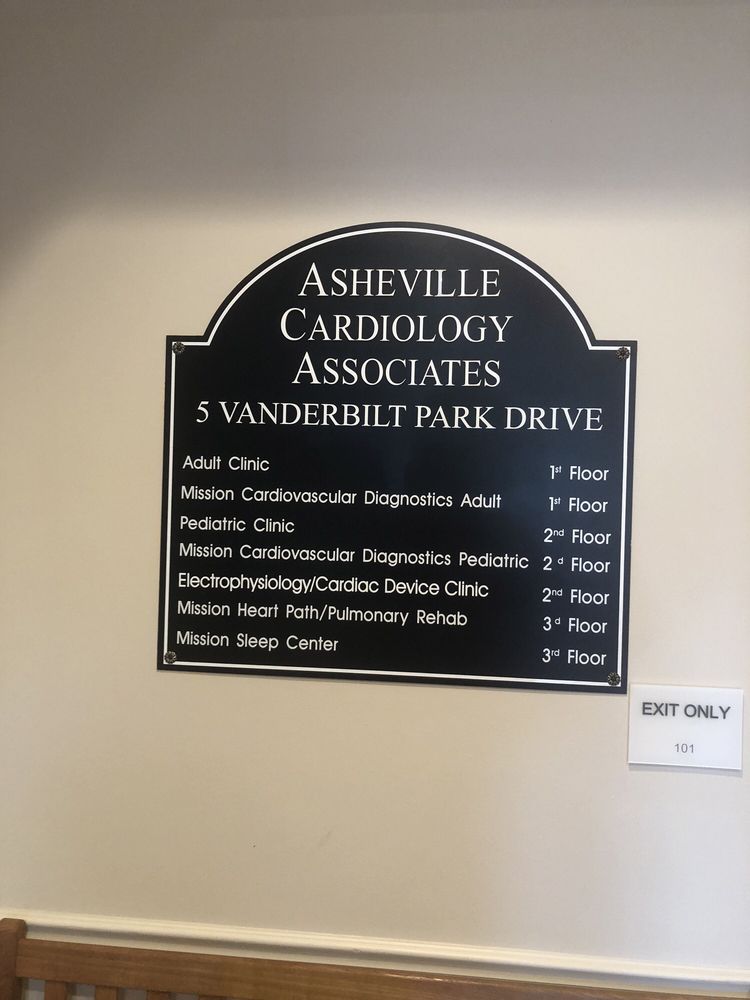 ASHEVILLE
CARDIOLOGY
ASSOCIATES
5 VANDERBILT PARK DRIVE
Adult Clinic 1st Floor
Mission Cardiovascular Diagnostics Adult 1st Floor
Pediatric Clinic 2nd Floor
Mission Cardiovascular Diagnostics Pediatric 2 d Floor
Electrophysiology/Cardiac Device Clinic 2nd Floor
Mission Heart Path/Pulmonary Rehab 3 d Floor
Mission Sleep Center 3rd Floor
EXIT ONLY
101